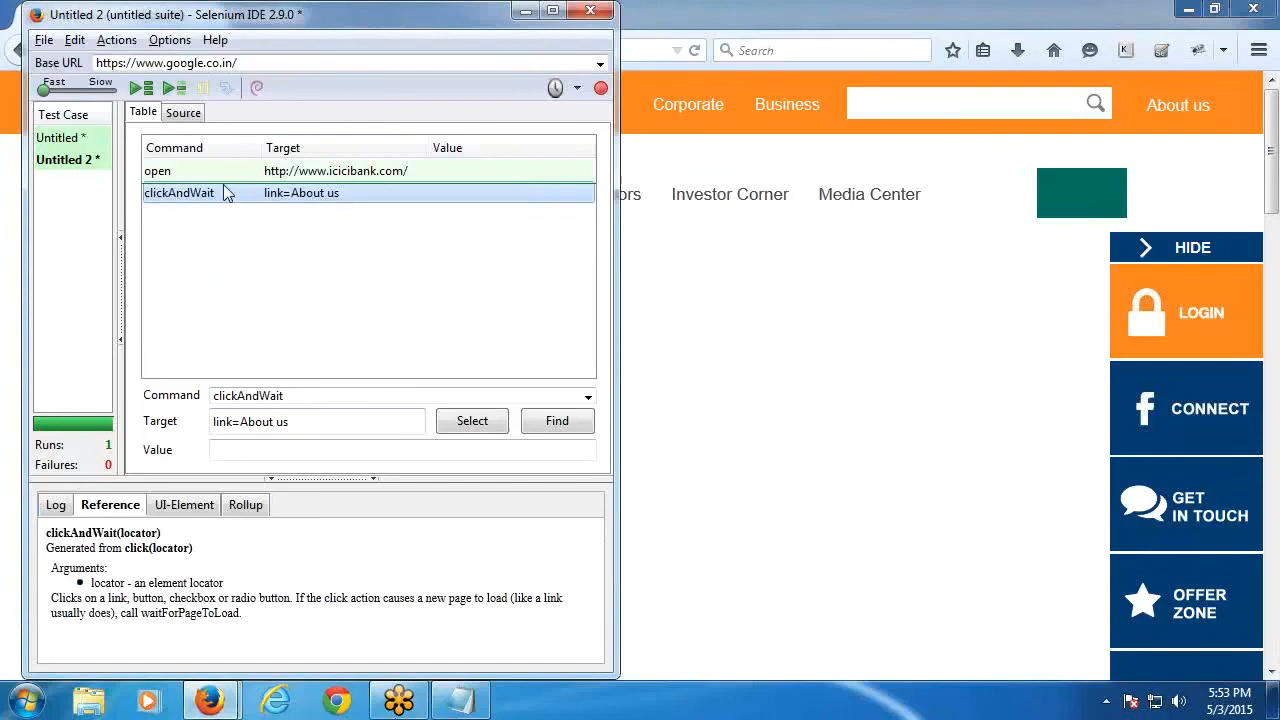 Untitled 2 (untitled suite) - Selenium IDE 2.9.0 *
File Edit Actions Options Help
Base URL https://www.google.co.in/
Search
Fast Slow
Test Case
Untitled *
Untitled 2 *
Table Source
Command Target Value
open http://www.icicibank.com/
clickAndWait link=About us
Command clickAndWait
Target link=About us Select Find
Value
Runs: 1
Failures: 0
Log Reference UI-Element Rollup
clickAndWait(locator)
Generated from click(locator)
Arguments:
locator - an element locator
Clicks on a link, button, checkbox or radio button. If the click action causes a new page to load (like a link
usually does), call waitForPageToLoad.
Corporate Business About us
ors Investor Corner Media Center
HIDE
LOGIN
CONNECT
GET
IN TOUCH
OFFER
ZONE
5:53 PM
5/3/2015